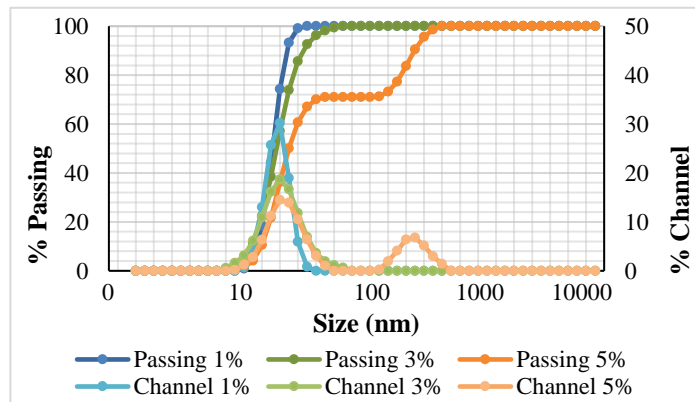 100
80
60
40
20
0
% Passing
50
40
30
20
10
0
% Channel
0 10 100 1000 10000
Size (nm)
Passing 1% Passing 3% Passing 5%
Channel 1% Channel 3% Channel 5%